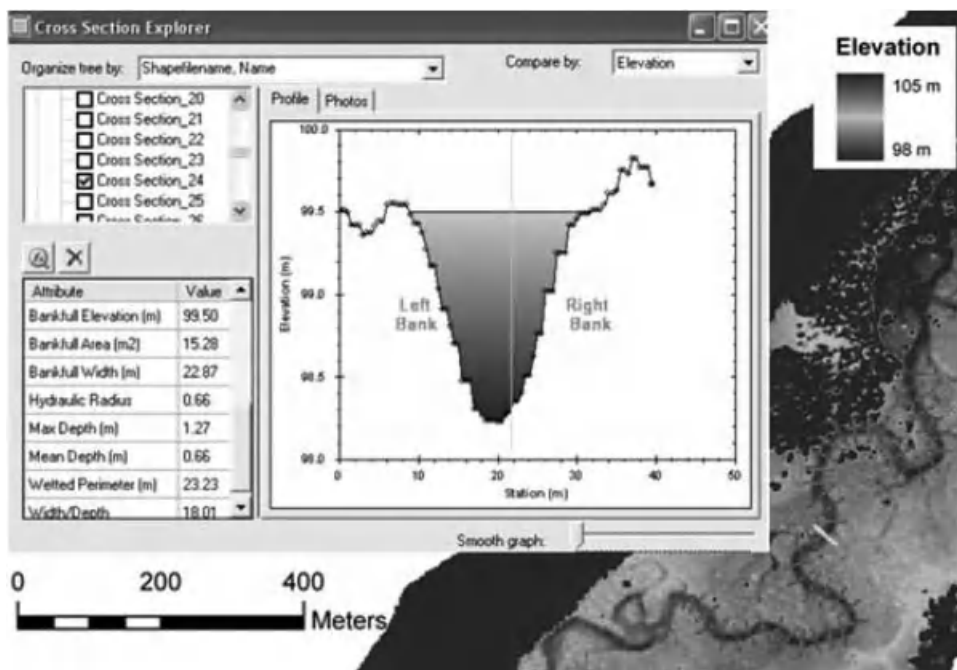 Cross Section Explorer
Organize tree by: Shapefilename, Name
Compare by: Elevation
Cross Section_20
Cross Section_21
Cross Section_22
Cross Section_23
Cross Section_24
Cross Section_25
Cross Section_26
Attribute Value
Bankfull Elevation (m) 99.50
Bankfull Area (m2) 15.28
Bankfull Width (m) 22.87
Hydraulic Radius 0.66
Max Depth (m) 1.27
Mean Depth (m) 0.66
Wetted Perimeter (m) 23.23
Width/Depth 18.01
Profile Photos
100.0
99.5
99.0
98.5
98.0
Elevation (m)
Left Bank
Right Bank
0 10 20 30 40 50
Station (m)
Smooth graph:
Elevation
105 m
98 m
0 200 400
Meters